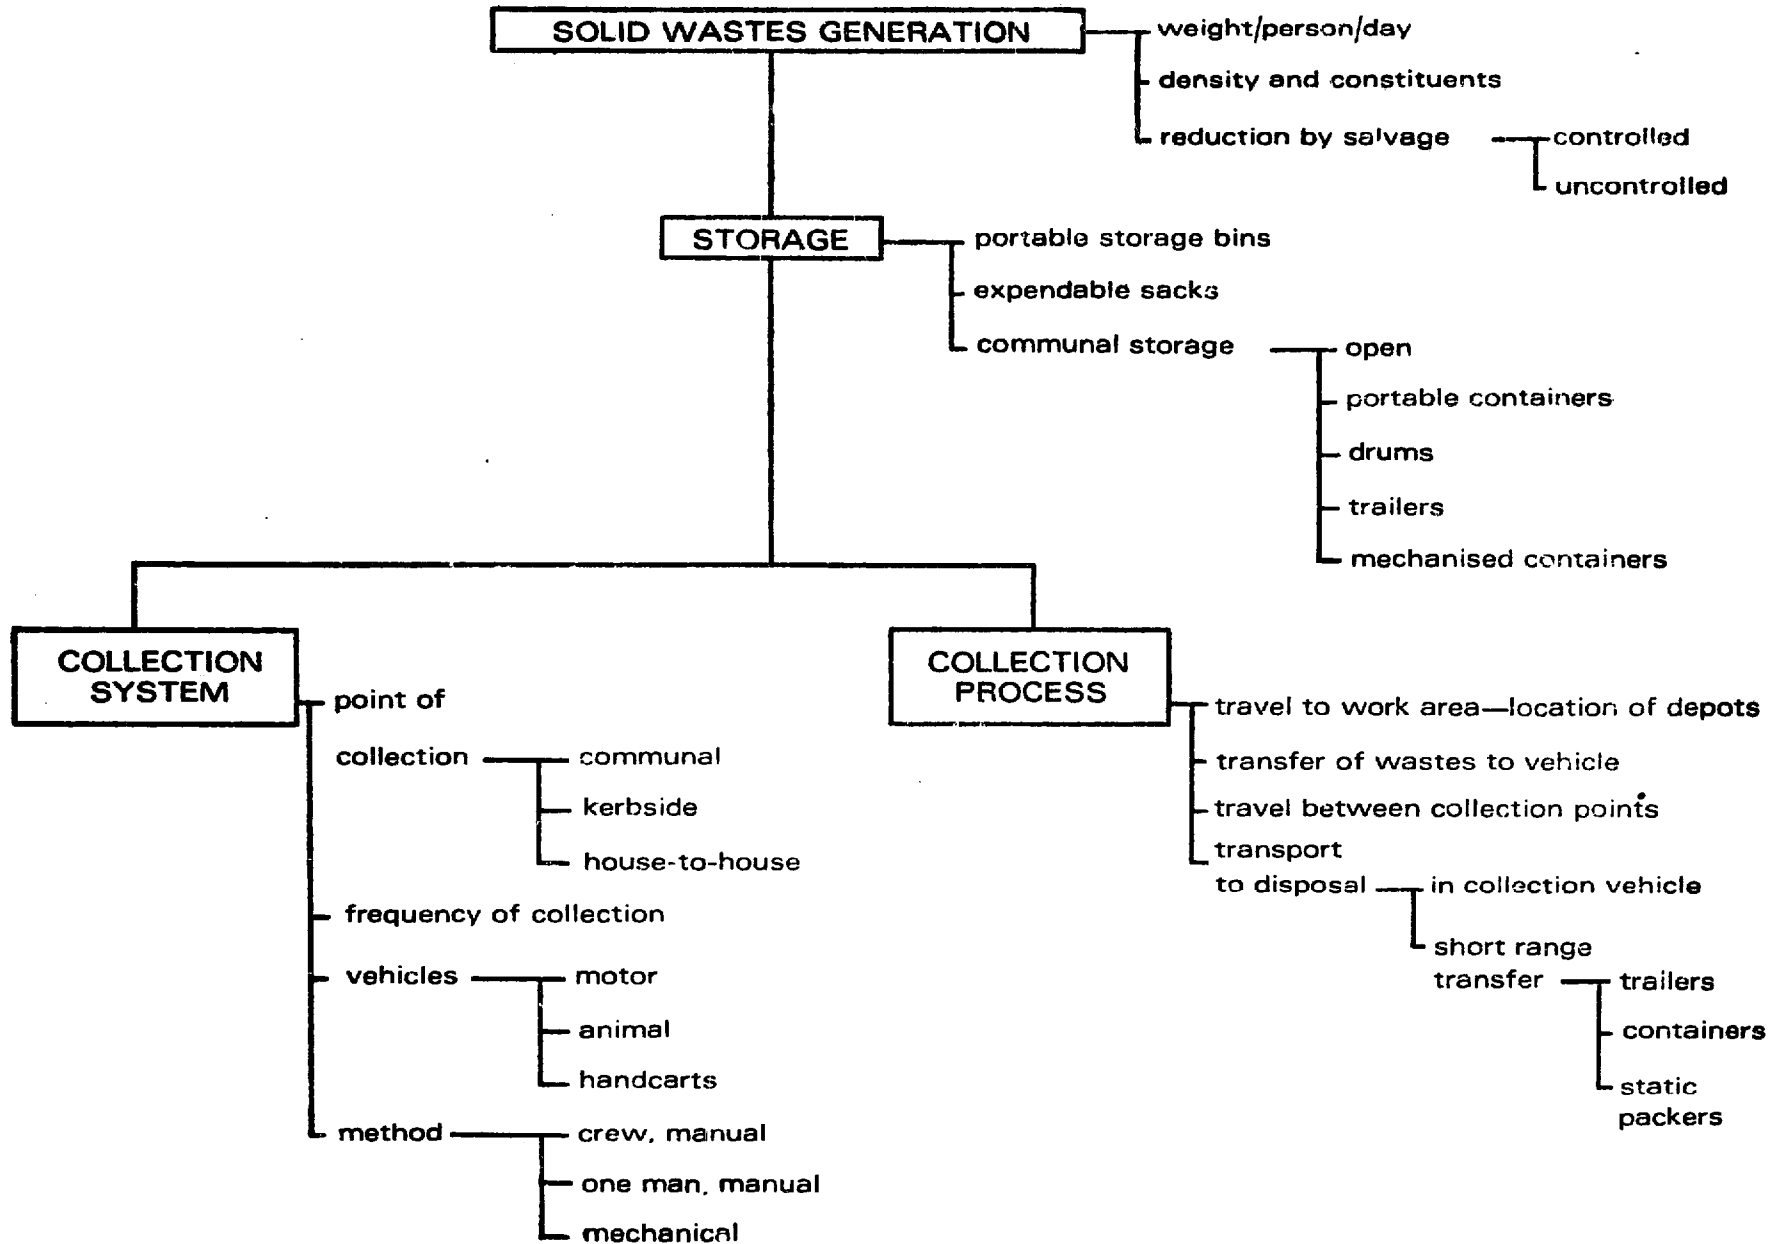 SOLID WASTES GENERATION
weight/person/day
density and constituents
reduction by salvage
controlled
uncontrolled
STORAGE
portable storage bins
expendable sacks
communal storage
open
portable containers
drums
trailers
mechanised containers
COLLECTION
SYSTEM
point of
collection
communal
kerbside
house-to-house
frequency of collection
vehicles
motor
animal
handcarts
method
crew, manual
one man, manual
mechanical
COLLECTION
PROCESS
travel to work area—location of depots
transfer of wastes to vehicle
travel between collection points
transport
to disposal
in collection vehicle
short range
transfer
trailers
containers
static
packers